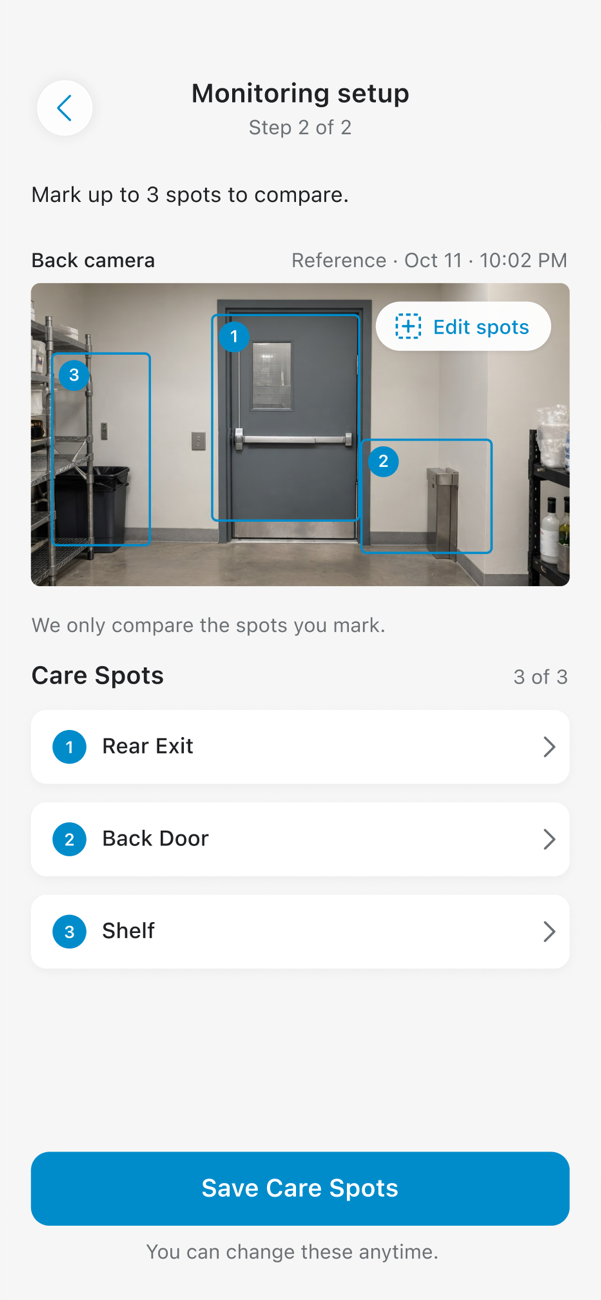 Monitoring setup
Step 2 of 2
Mark up to 3 spots to compare.
Back camera
Reference · Oct 11 · 10:02 PM
1
Edit spots
3
2
We only compare the spots you mark.
Care Spots
3 of 3
1 Rear Exit
2 Back Door
3 Shelf
Save Care Spots
You can change these anytime.